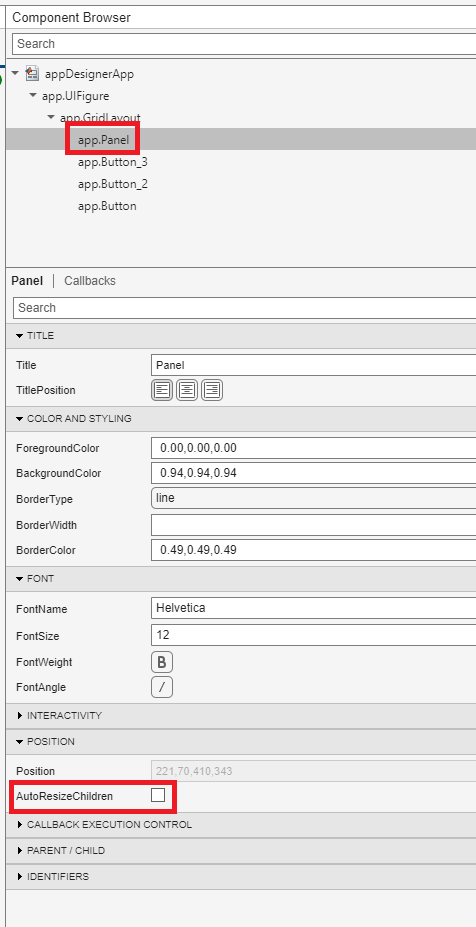 Component Browser
Search
appDesignerApp
app.UIFigure
app.GridLayout
app.Panel
app.Button_3
app.Button_2
app.Button
Panel | Callbacks
Search
TITLE
Title Panel
TitlePosition
COLOR AND STYLING
ForegroundColor 0.00,0.00,0.00
BackgroundColor 0.94,0.94,0.94
BorderType line
BorderWidth
BorderColor 0.49,0.49,0.49
FONT
FontName Helvetica
FontSize 12
FontWeight B
FontAngle /
INTERACTIVITY
POSITION
Position 221,70,410,343
AutoResizeChildren
CALLBACK EXECUTION CONTROL
PARENT / CHILD
IDENTIFIERS